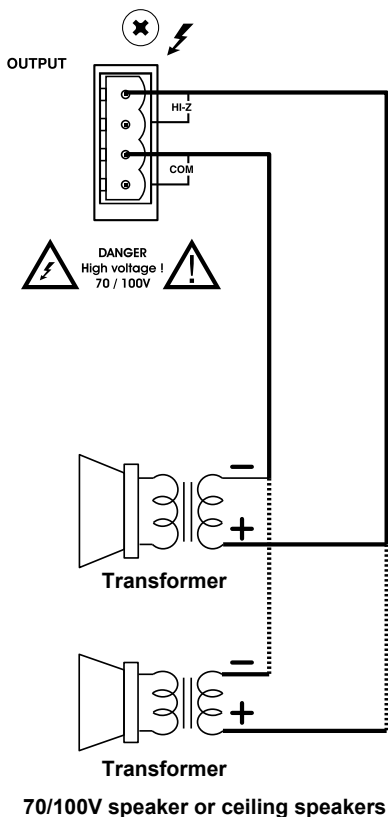 OUTPUT
HI-Z
COM
DANGER
High voltage !
70 / 100V
−
+
Transformer
−
+
Transformer
70/100V speaker or ceiling speakers